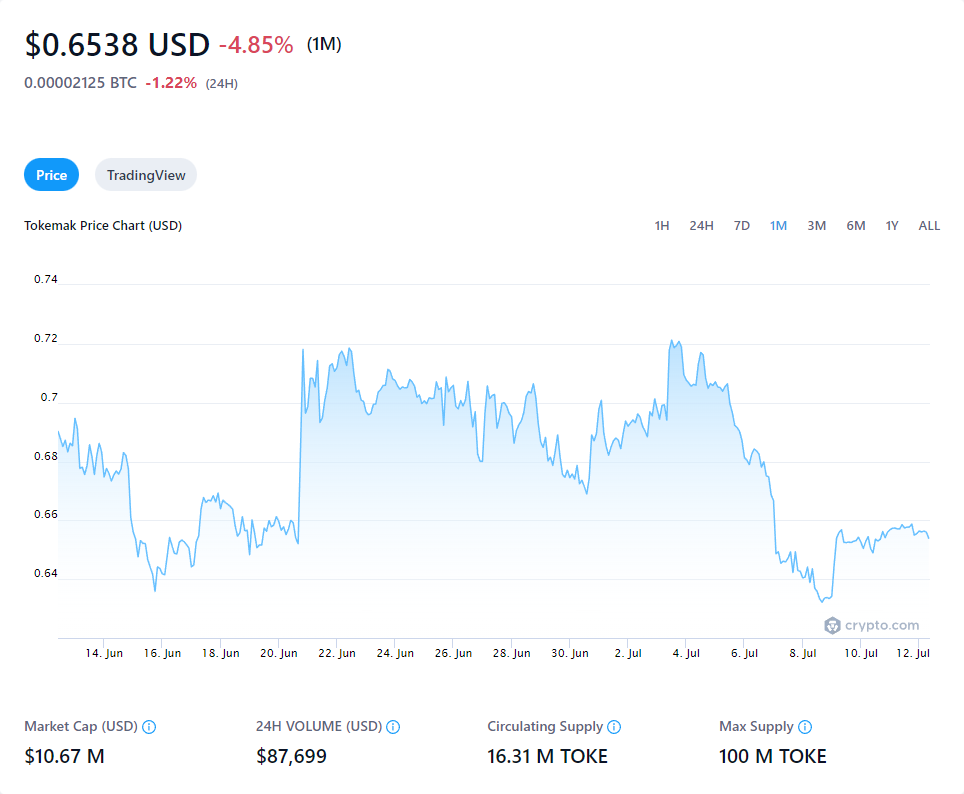 $0.6538 USD -4.85% (1M)
0.00002125 BTC -1.22% (24H)
Price TradingView
Tokemak Price Chart (USD) 1H 24H 7D 1M 3M 6M 1Y ALL
0.74
0.72
0.7
0.68
0.66
0.64
crypto.com
14. Jun 16. Jun 18. Jun 20. Jun 22. Jun 24. Jun 26. Jun 28. Jun 30. Jun 2. Jul 4. Jul 6. Jul 8. Jul 10. Jul 12. Jul
Market Cap (USD) 24H VOLUME (USD) Circulating Supply Max Supply
$10.67 M $87,699 16.31 M TOKE 100 M TOKE